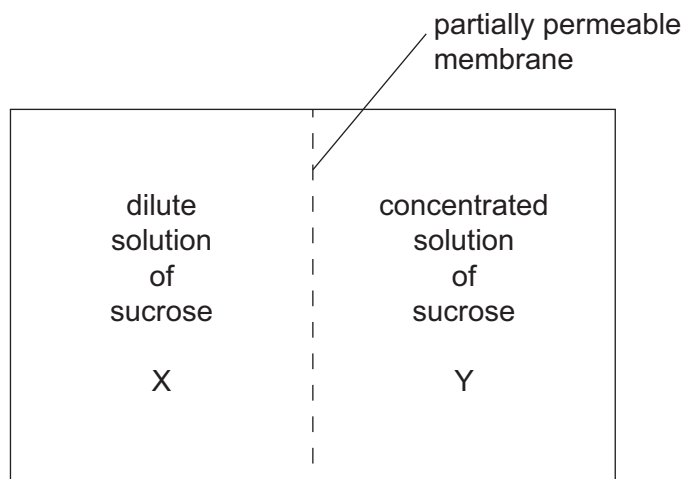 partially permeable
membrane
dilute
solution
of
sucrose
X
concentrated
solution
of
sucrose
Y